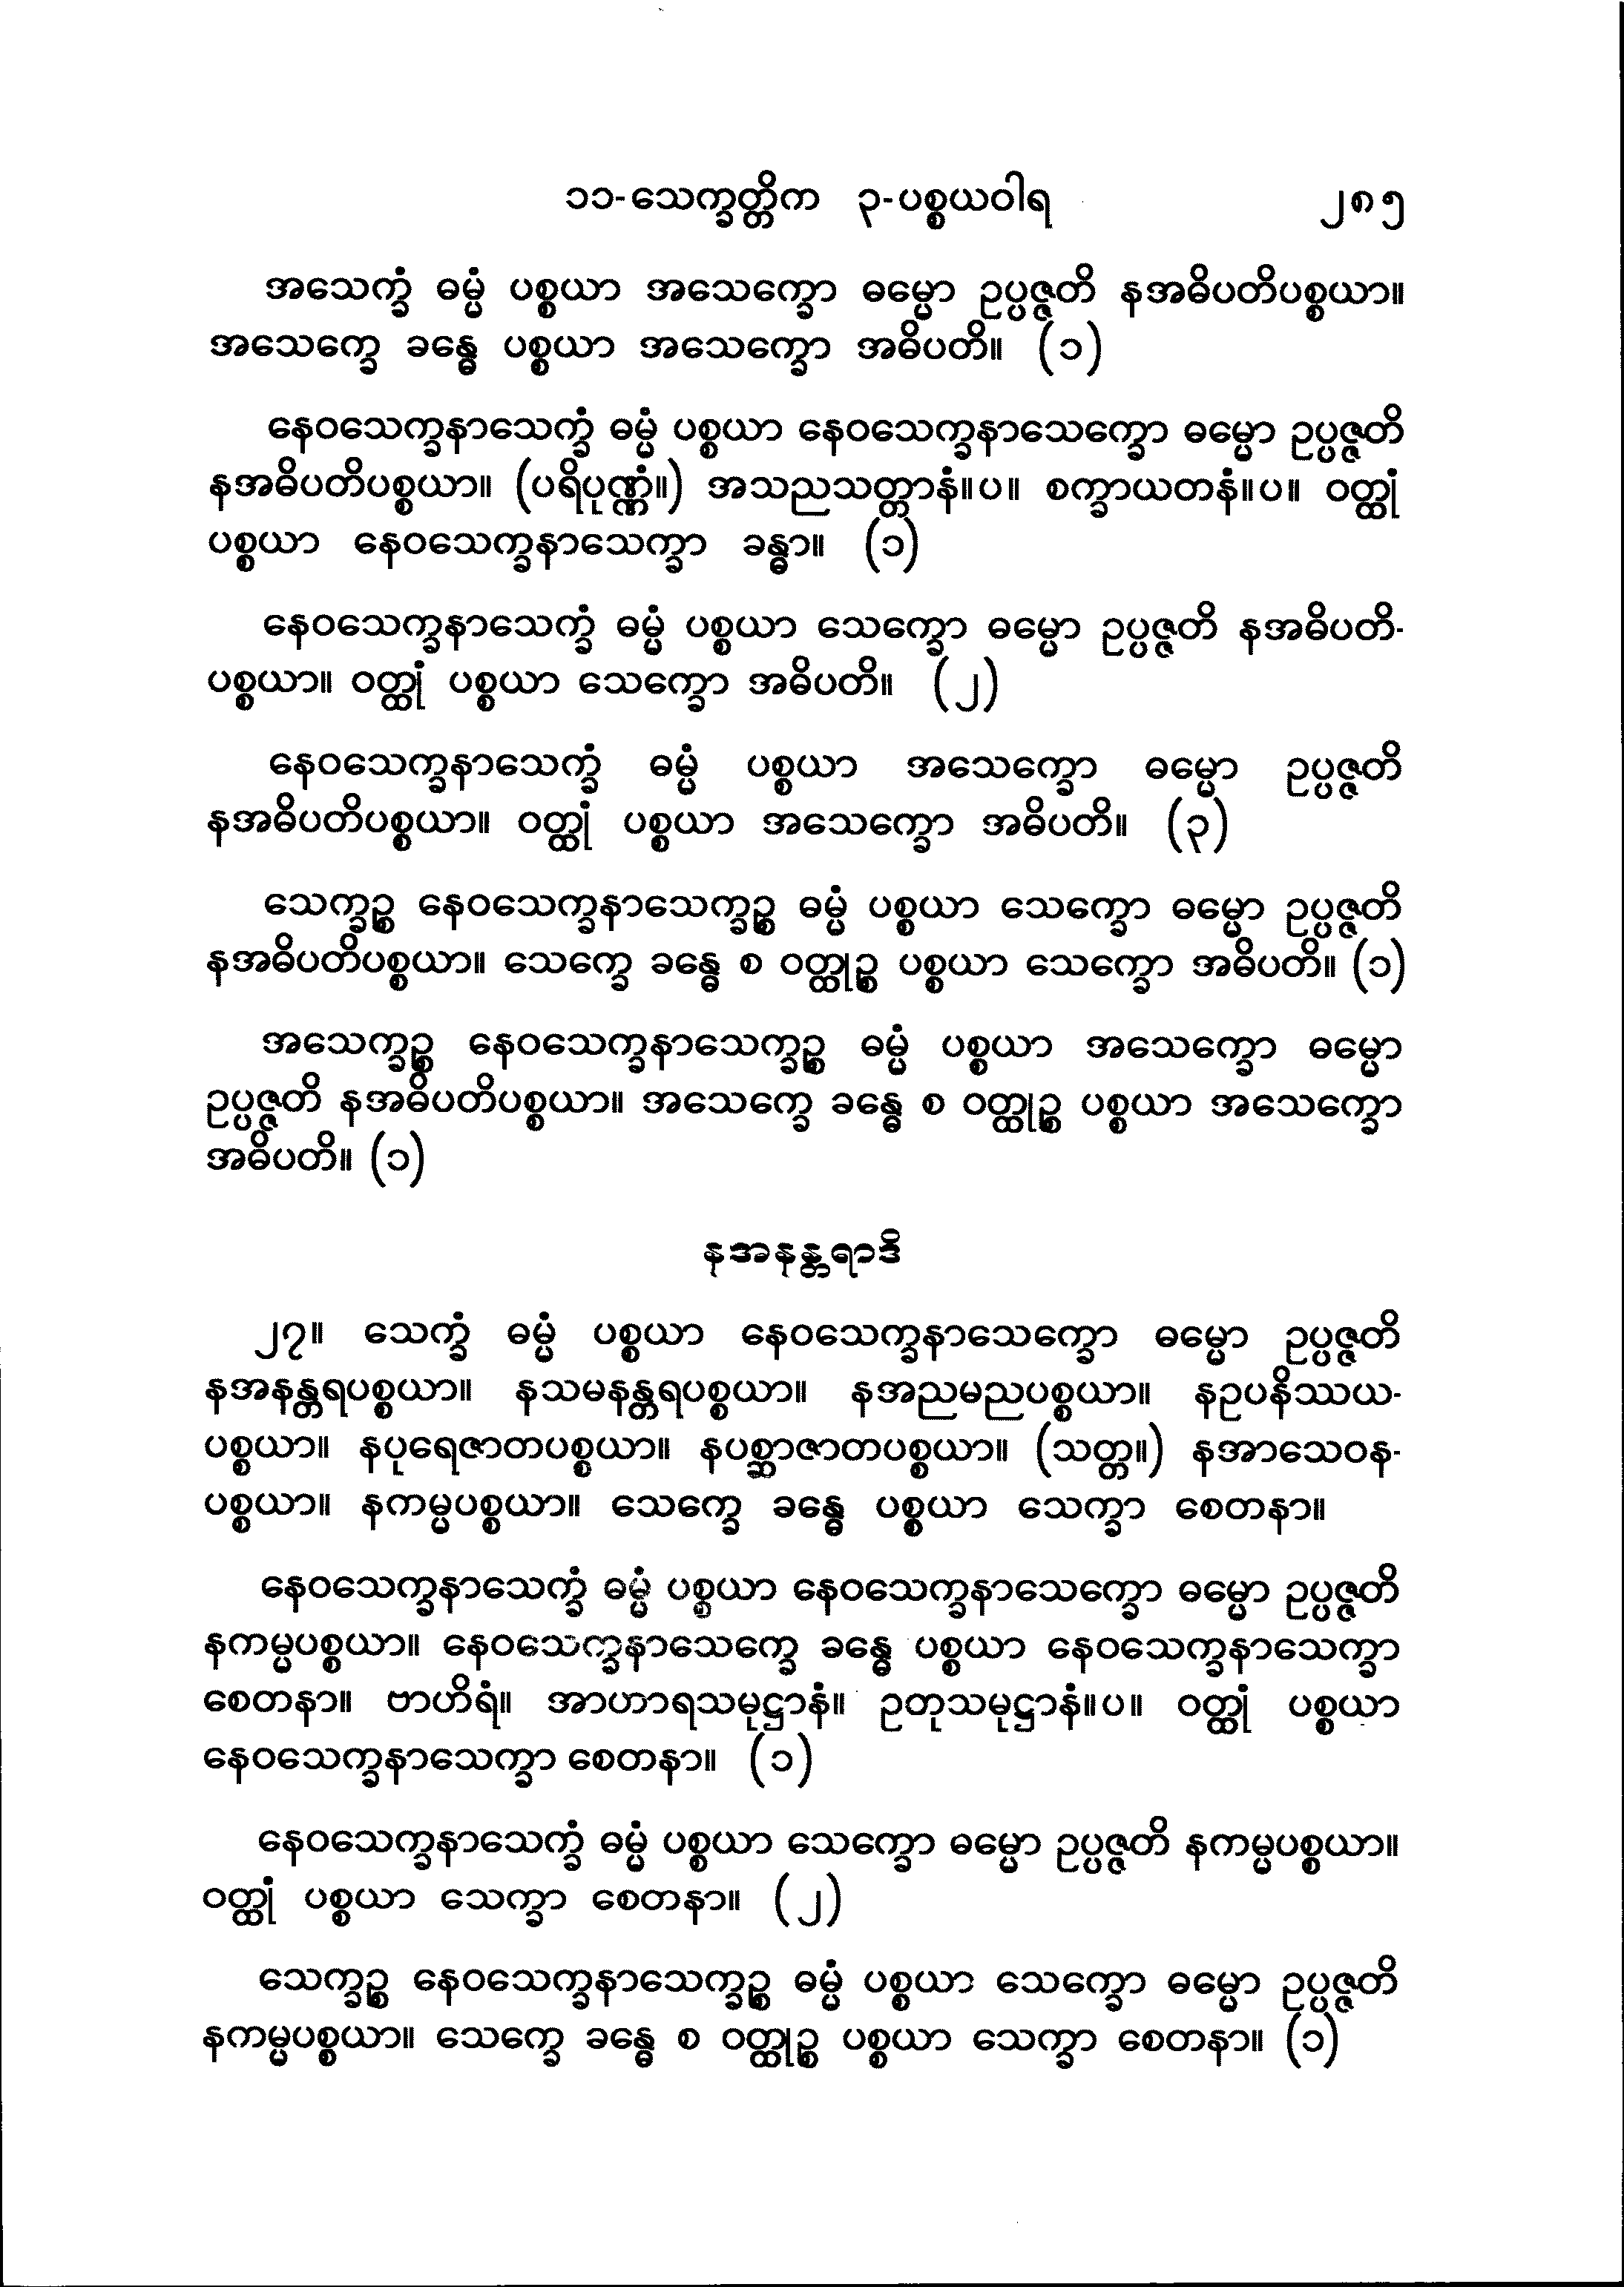 ၁၁-သေက္ခတ္တိက ၃-ပစ္စယဝါရ ၂၈၅
အသေက္ခံ ဓမ္မံ ပစ္စယာ အသေက္ခော ဓမ္မော ဥပ္ပဇ္ဇတိ နအဓိပတိပစ္စယာ။
အသေက္ခေ ခန္ဓေ ပစ္စယာ အသေက္ခော အဓိပတိ။ (၁)
နေဝသေက္ခနာသေက္ခံ ဓမ္မံ ပစ္စယာ နေဝသေက္ခနာသေက္ခော ဓမ္မော ဥပ္ပဇ္ဇတိ
နအဓိပတိပစ္စယာ။ (ပရိပုဏ္ဏံ။) အသညသတ္တာနံ။ပ။ စက္ခာယတနံ။ပ။ ဝတ္ထုံ
ပစ္စယာ နေဝသေက္ခနာသေက္ခာ ခန္ဓာ။ (၁)
နေဝသေက္ခနာသေက္ခံ ဓမ္မံ ပစ္စယာ သေက္ခော ဓမ္မော ဥပ္ပဇ္ဇတိ နအဓိပတိ-
ပစ္စယာ။ ဝတ္ထုံ ပစ္စယာ သေက္ခော အဓိပတိ။ (၂)
နေဝသေက္ခနာသေက္ခံ ဓမ္မံ ပစ္စယာ အသေက္ခော ဓမ္မော ဥပ္ပဇ္ဇတိ
နအဓိပတိပစ္စယာ။ ဝတ္ထုံ ပစ္စယာ အသေက္ခော အဓိပတိ။ (၃)
သေက္ခဉ္စ နေဝသေက္ခနာသေက္ခဉ္စ ဓမ္မံ ပစ္စယာ သေက္ခော ဓမ္မော ဥပ္ပဇ္ဇတိ
နအဓိပတိပစ္စယာ။ သေက္ခေ ခန္ဓေ စ ဝတ္ထုဉ္စ ပစ္စယာ သေက္ခော အဓိပတိ။ (၁)
အသေက္ခဉ္စ နေဝသေက္ခနာသေက္ခဉ္စ ဓမ္မံ ပစ္စယာ အသေက္ခော ဓမ္မော
ဥပ္ပဇ္ဇတိ နအဓိပတိပစ္စယာ။ အသေက္ခေ ခန္ဓေ စ ဝတ္ထုဉ္စ ပစ္စယာ အသေက္ခော
အဓိပတိ။ (၁)
နအနန္တရာဒိ
၂၇။ သေက္ခံ ဓမ္မံ ပစ္စယာ နေဝသေက္ခနာသေက္ခော ဓမ္မော ဥပ္ပဇ္ဇတိ
နအနန္တရပစ္စယာ။ နသမနန္တရပစ္စယာ။ နအညမညပစ္စယာ။ နဥပနိဿယ-
ပစ္စယာ။ နပုရေဇာတပစ္စယာ။ နပစ္ဆာဇာတပစ္စယာ။ (သတ္တ။) နအာသေဝန-
ပစ္စယာ။ နကမ္မပစ္စယာ။ သေက္ခေ ခန္ဓေ ပစ္စယာ သေက္ခာ စေတနာ။
နေဝသေက္ခနာသေက္ခံ ဓမ္မံ ပစ္စယာ နေဝသေက္ခနာသေက္ခော ဓမ္မော ဥပ္ပဇ္ဇတိ
နကမ္မပစ္စယာ။ နေဝသေက္ခနာသေက္ခေ ခန္ဓေ ပစ္စယာ နေဝသေက္ခနာသေက္ခာ
စေတနာ။ ဗာဟိရံ။ အာဟာရသမုဋ္ဌာနံ။ ဥတုသမုဋ္ဌာနံ။ပ။ ဝတ္ထုံ ပစ္စယာ
နေဝသေက္ခနာသေက္ခာ စေတနာ။ (၁)
နေဝသေက္ခနာသေက္ခံ ဓမ္မံ ပစ္စယာ သေက္ခော ဓမ္မော ဥပ္ပဇ္ဇတိ နကမ္မပစ္စယာ။
ဝတ္ထုံ ပစ္စယာ သေက္ခာ စေတနာ။ (၂)
သေက္ခဉ္စ နေဝသေက္ခနာသေက္ခဉ္စ ဓမ္မံ ပစ္စယာ သေက္ခော ဓမ္မော ဥပ္ပဇ္ဇတိ
နကမ္မပစ္စယာ။ သေက္ခေ ခန္ဓေ စ ဝတ္ထုဉ္စ ပစ္စယာ သေက္ခာ စေတနာ။ (၁)